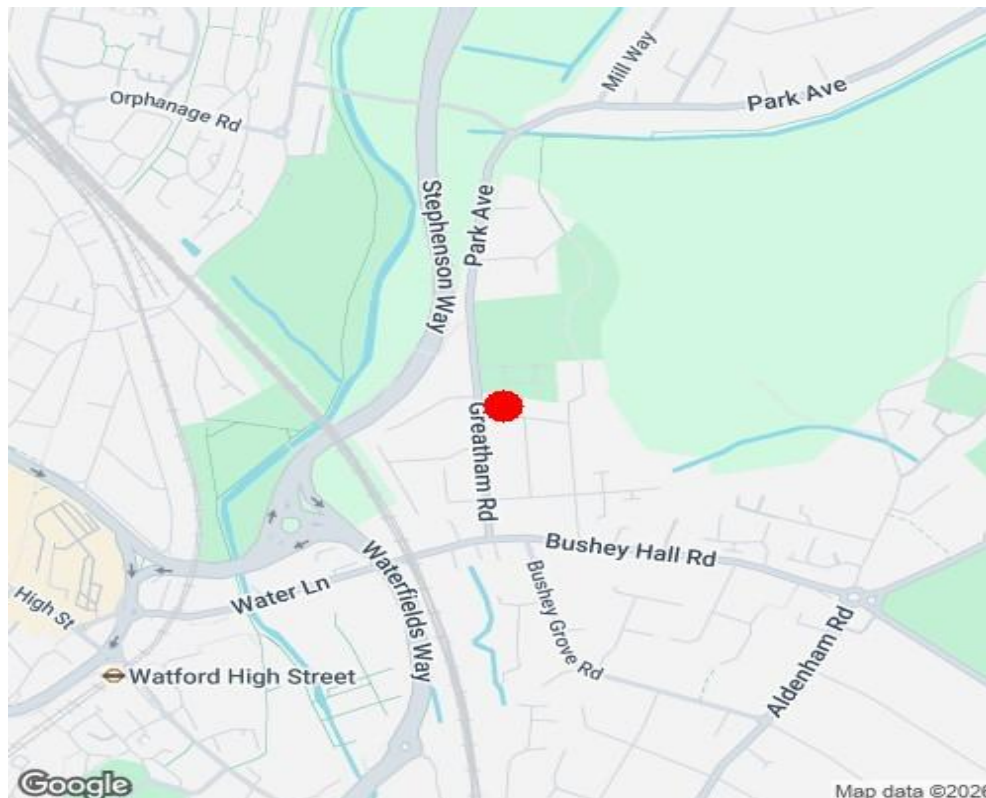 Mill Way
Park Ave
Orphanage Rd
Stephenson Way
Park Ave
Greatham Rd
Bushey Hall Rd
Waterfields Way
Water Ln
Bushey Grove Rd
High St
Aldenham Rd
Watford High Street
Google
Map data ©2026